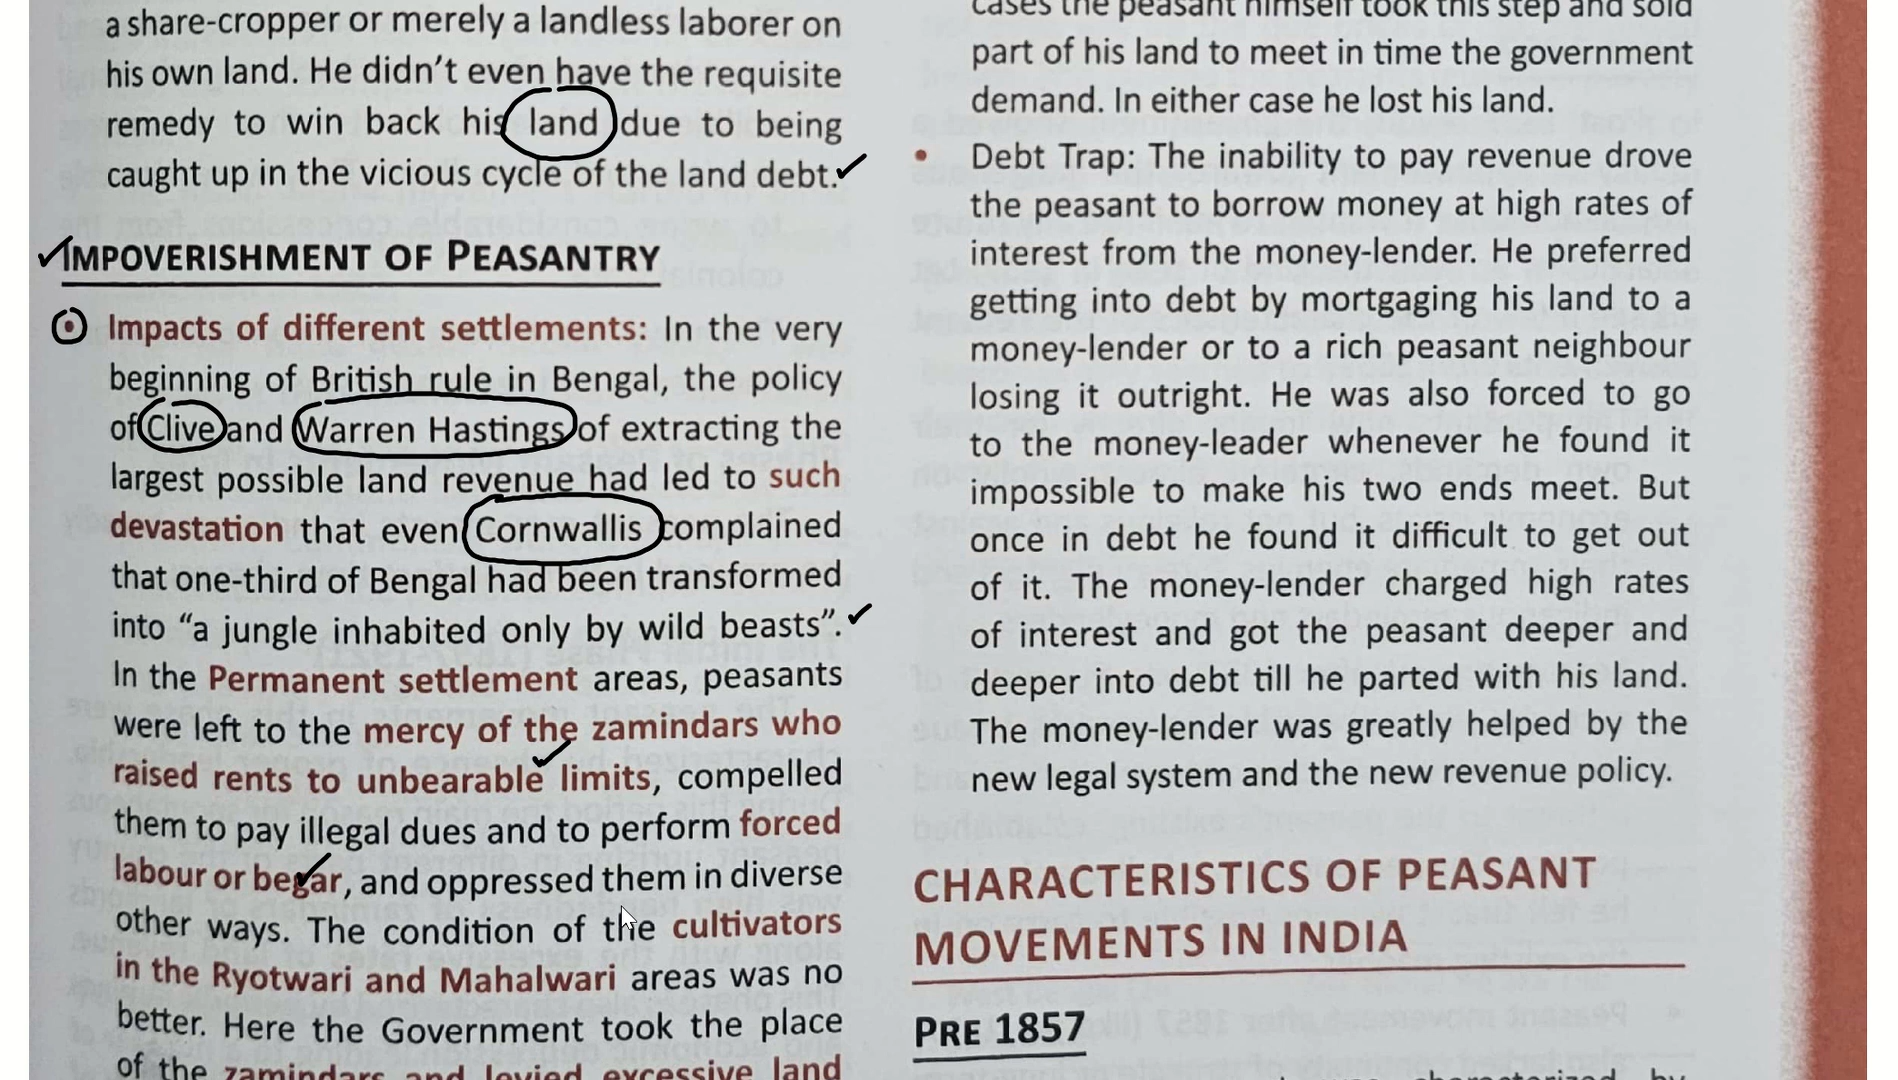 a share-cropper or merely a landless laborer on
his own land. He didn't even have the requisite
remedy to win back his land due to being
caught up in the vicious cycle of the land debt.
IMPOVERISHMENT OF PEASANTRY
• Impacts of different settlements: In the very
beginning of British rule in Bengal, the policy
of Clive and Warren Hastings of extracting the
largest possible land revenue had led to such
devastation that even Cornwallis complained
that one-third of Bengal had been transformed
into “a jungle inhabited only by wild beasts”.
In the Permanent settlement areas, peasants
were left to the mercy of the zamindars who
raised rents to unbearable limits, compelled
them to pay illegal dues and to perform forced
labour or begar, and oppressed them in diverse
other ways. The condition of the cultivators
in the Ryotwari and Mahalwari areas was no
better. Here the Government took the place
of the zamindars and levied excessive land
cases the peasant himself took this step and sold
part of his land to meet in time the government
demand. In either case he lost his land.
• Debt Trap: The inability to pay revenue drove
the peasant to borrow money at high rates of
interest from the money-lender. He preferred
getting into debt by mortgaging his land to a
money-lender or to a rich peasant neighbour
losing it outright. He was also forced to go
to the money-leader whenever he found it
impossible to make his two ends meet. But
once in debt he found it difficult to get out
of it. The money-lender charged high rates
of interest and got the peasant deeper and
deeper into debt till he parted with his land.
The money-lender was greatly helped by the
new legal system and the new revenue policy.
CHARACTERISTICS OF PEASANT
MOVEMENTS IN INDIA
PRE 1857